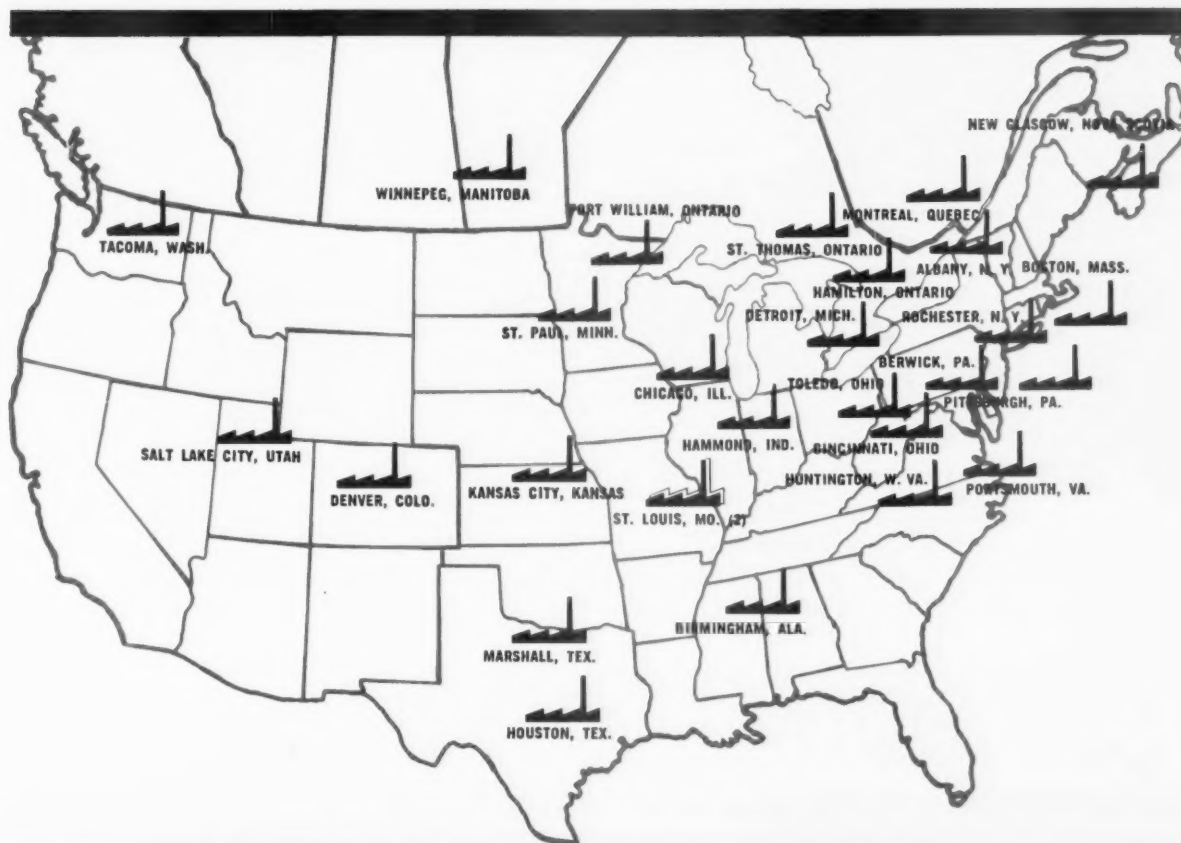 NEW GLASGOW, NOVA SCOTIA
WINNEPEG, MANITOBA
FORT WILLIAM, ONTARIO
MONTREAL, QUEBEC
TACOMA, WASH.
ST. THOMAS, ONTARIO
ALBANY, N. Y.
BOSTON, MASS.
HAMILTON, ONTARIO
ST. PAUL, MINN.
DETROIT, MICH.
ROCHESTER, N. Y.
BERWICK, PA.
CHICAGO, ILL.
TOLEDO, OHIO
PITTSBURGH, PA.
SALT LAKE CITY, UTAH
HAMMOND, IND.
CINCINNATI, OHIO
DENVER, COLO.
KANSAS CITY, KANSAS
HUNTINGTON, W. VA.
PORTSMOUTH, VA.
ST. LOUIS, MO. (2)
BIRMINGHAM, ALA.
MARSHALL, TEX.
HOUSTON, TEX.